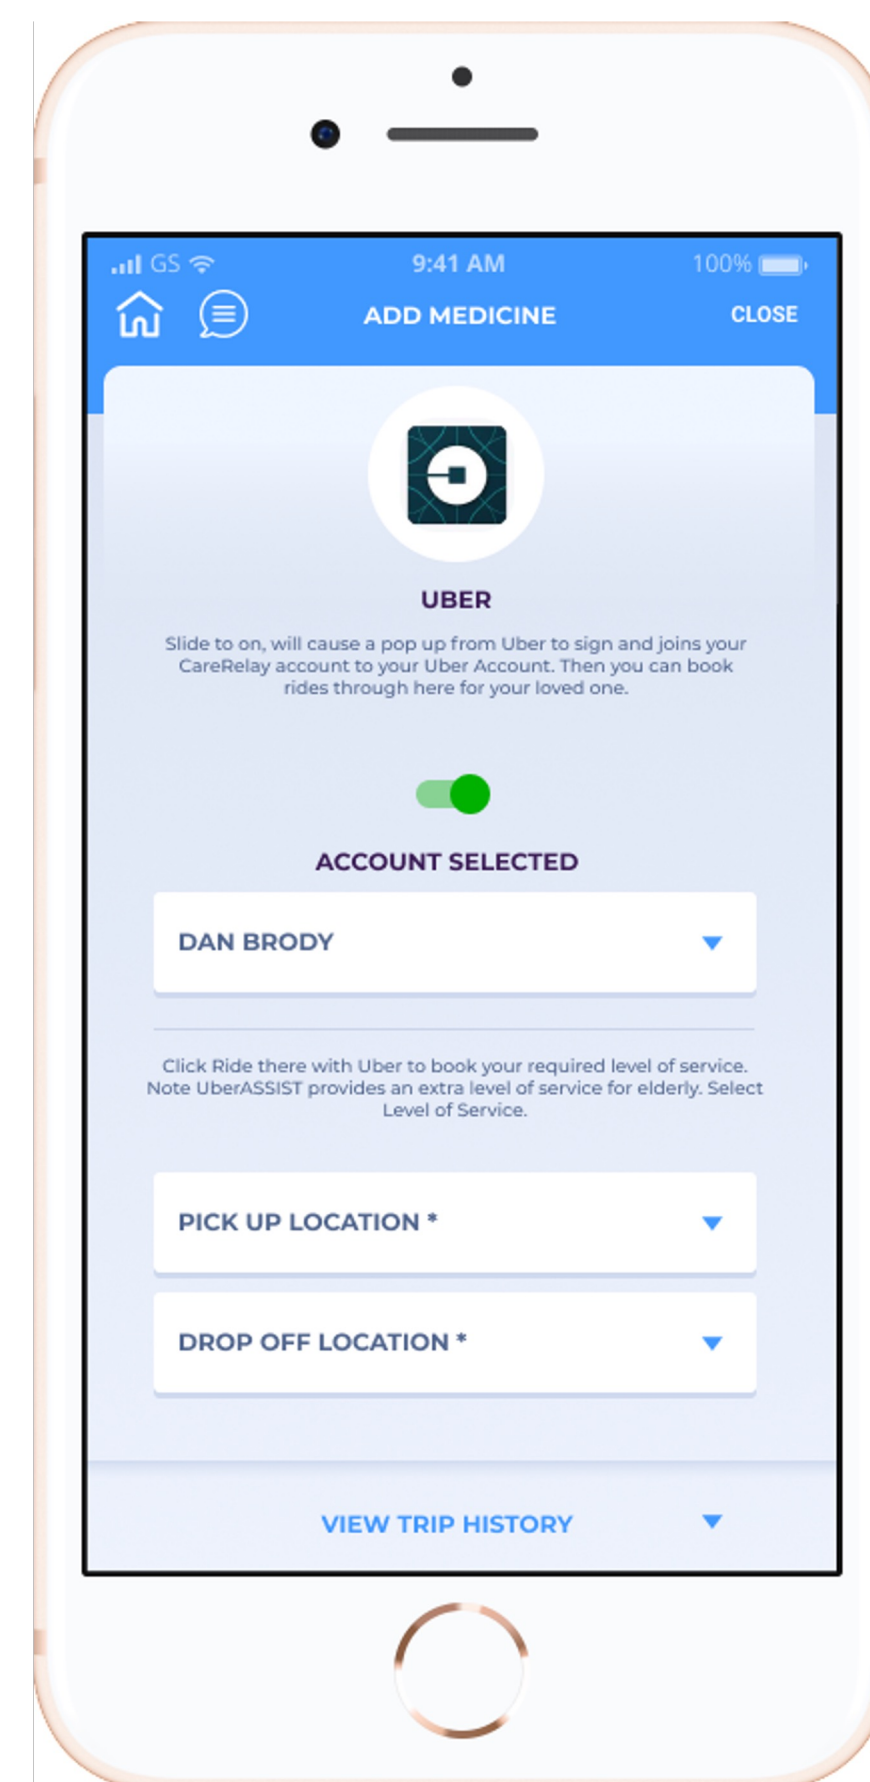 GS 9:41 AM 100%
ADD MEDICINE CLOSE
UBER
Slide to on, will cause a pop up from Uber to sign and joins your
CareRelay account to your Uber Account. Then you can book
rides through here for your loved one.
ACCOUNT SELECTED
DAN BRODY
Click Ride there with Uber to book your required level of service.
Note UberASSIST provides an extra level of service for elderly. Select
Level of Service.
PICK UP LOCATION *
DROP OFF LOCATION *
VIEW TRIP HISTORY